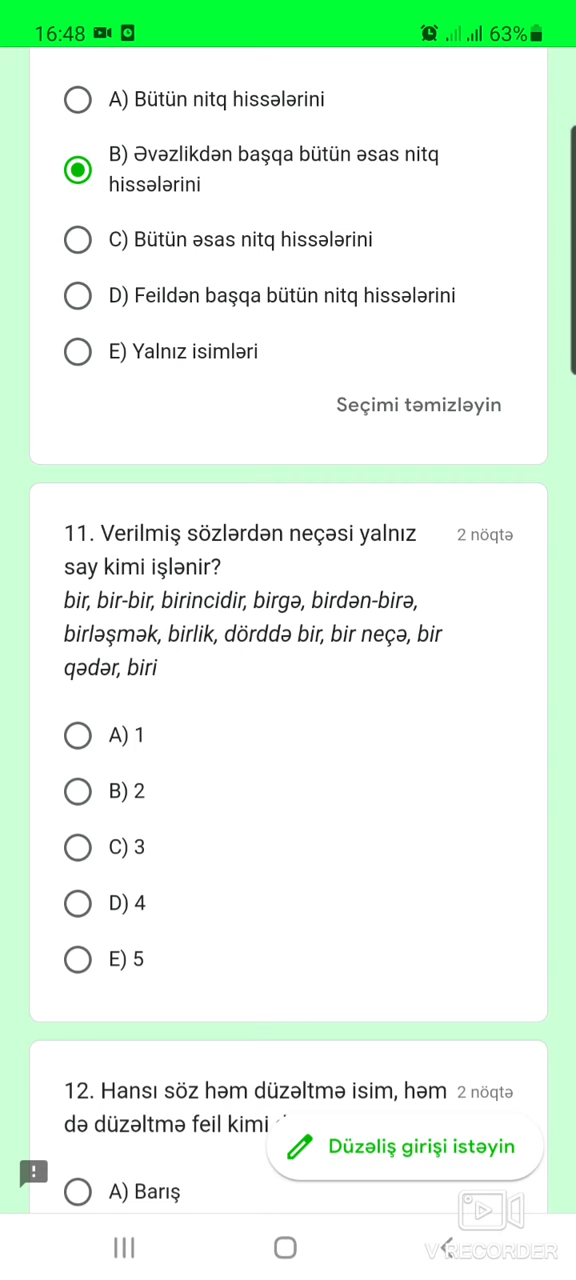 16:48
63%
A) Bütün nitq hissələrini
B) Əvəzlikdən başqa bütün əsas nitq
hissələrini
C) Bütün əsas nitq hissələrini
D) Feildən başqa bütün nitq hissələrini
E) Yalnız isimləri
Seçimi təmizləyin
11. Verilmiş sözlərdən neçəsi yalnız
2 nöqtə
say kimi işlənir?
bir, bir-bir, birincidir, birgə, birdən-birə,
birləşmək, birlik, dörddə bir, bir neçə, bir
qədər, biri
A) 1
B) 2
C) 3
D) 4
E) 5
12. Hansı söz həm düzəltmə isim, həm
2 nöqtə
də düzəltmə feil kimi
Düzəliş girişi istəyin
A) Barış
V RECORDER